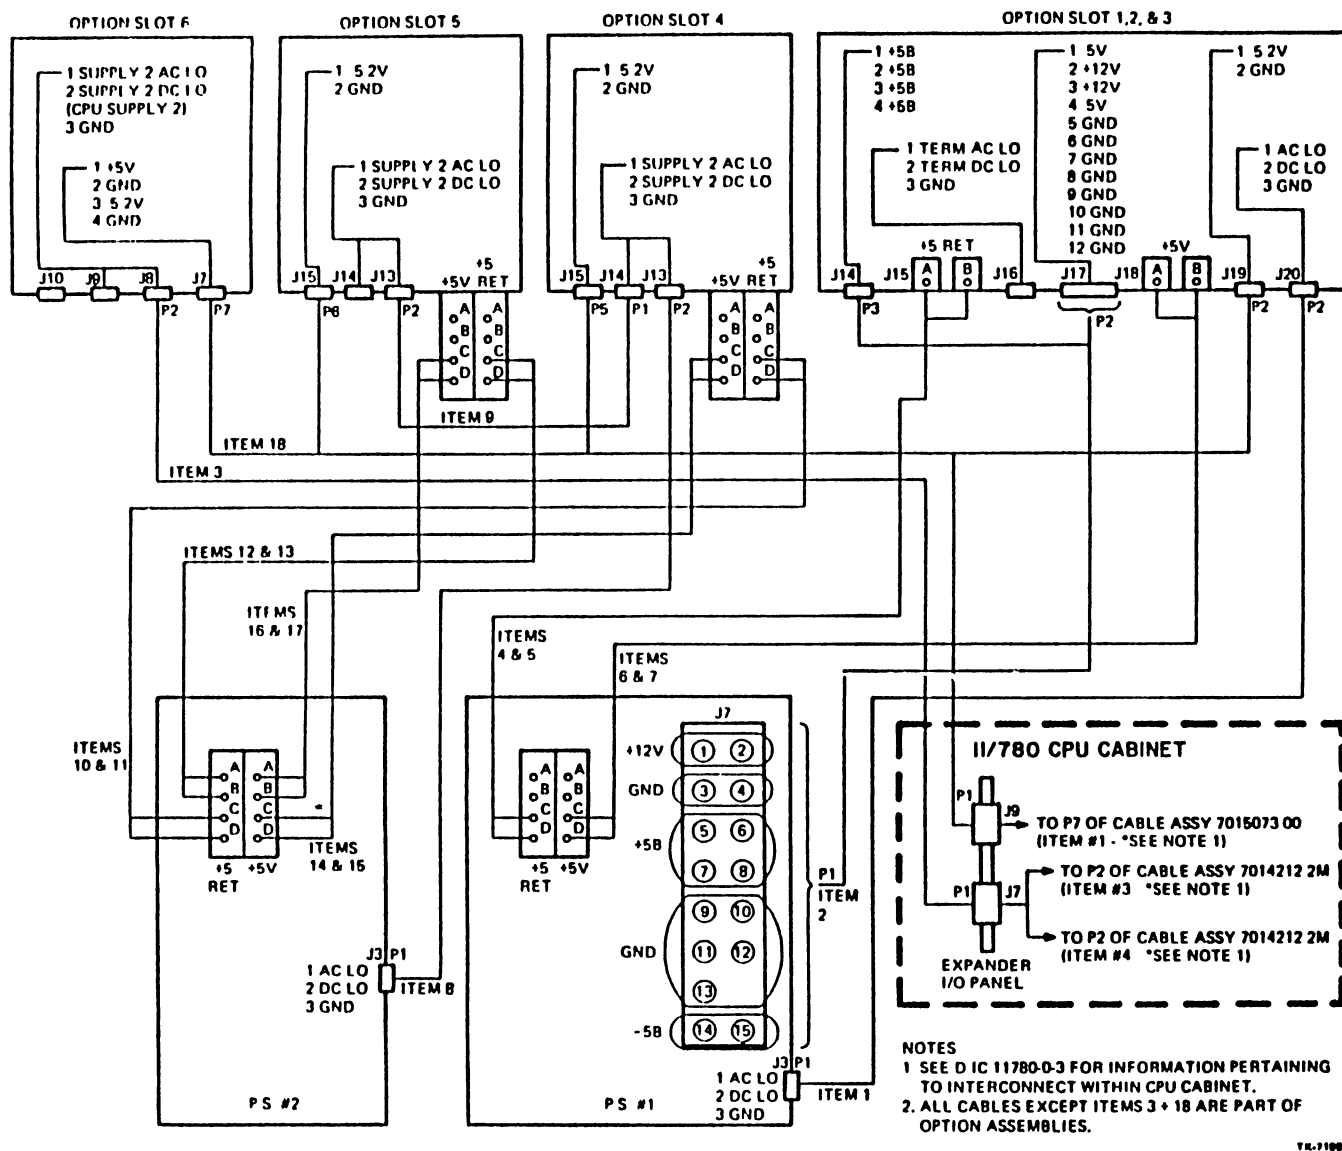 OPTION SLOT 6
OPTION SLOT 5
OPTION SLOT 4
OPTION SLOT 1,2, & 3
1 SUPPLY 2 AC LO
2 SUPPLY 2 DC LO
(CPU SUPPLY 2)
3 GND
1 +5V
2 GND
3 5 2V
4 GND
J10
J9
J8
J7
P2
P7
1 5 2V
2 GND
1 SUPPLY 2 AC LO
2 SUPPLY 2 DC LO
3 GND
J15
J14
J13
+5V
+5
RET
P6
P2
A
B
C
D
A
B
C
D
1 5 2V
2 GND
1 SUPPLY 2 AC LO
2 SUPPLY 2 DC LO
3 GND
J15
J14
J13
+5V
+5
RET
P5
P1
P2
A
B
C
D
A
B
C
D
1 +5B
2 +5B
3 +5B
4 +5B
1 TERM AC LO
2 TERM DC LO
3 GND
1 5V
2 +12V
3 +12V
4 5V
5 GND
6 GND
7 GND
8 GND
9 GND
10 GND
11 GND
12 GND
1 5.2V
2 GND
1 AC LO
2 DC LO
3 GND
+5 RET
+5V
J14
J15
A
B
J16
J17
J18
A
B
J19
J20
P3
P2
P2
P2
ITEM 9
ITEM 18
ITEM 3
ITEMS 12 & 13
ITEMS
16 & 17
ITEMS
4 & 5
ITEMS
6 & 7
ITEMS
10 & 11
A
B
C
D
A
B
C
D
*
+5
RET
+5V
ITEMS
14 & 15
J3 P1
1 AC LO
2 DC LO
3 GND
ITEM 8
P.S #2
A
B
C
D
A
B
C
D
+5
RET
+5V
J7
+12V
1 2
GND
3 4
+5B
5 6
7 8
GND
9 10
11 12
13
-5B
14 15
P1
ITEM
2
J3 P1
1 AC LO
2 DC LO
3 GND
ITEM 1
P S #1
11/780 CPU CABINET
P1
J9
TO P7 OF CABLE ASSY 7015073 00
(ITEM #1 - *SEE NOTE 1)
P1
J7
TO P2 OF CABLE ASSY 7014212 2M
(ITEM #3 *SEE NOTE 1)
TO P2 OF CABLE ASSY 7014212 2M
(ITEM #4 *SEE NOTE 1)
EXPANDER
I/O PANEL
NOTES
1 SEE D IC 11780-0-3 FOR INFORMATION PERTAINING
TO INTERCONNECT WITHIN CPU CABINET.
2. ALL CABLES EXCEPT ITEMS 3 + 18 ARE PART OF
OPTION ASSEMBLIES.